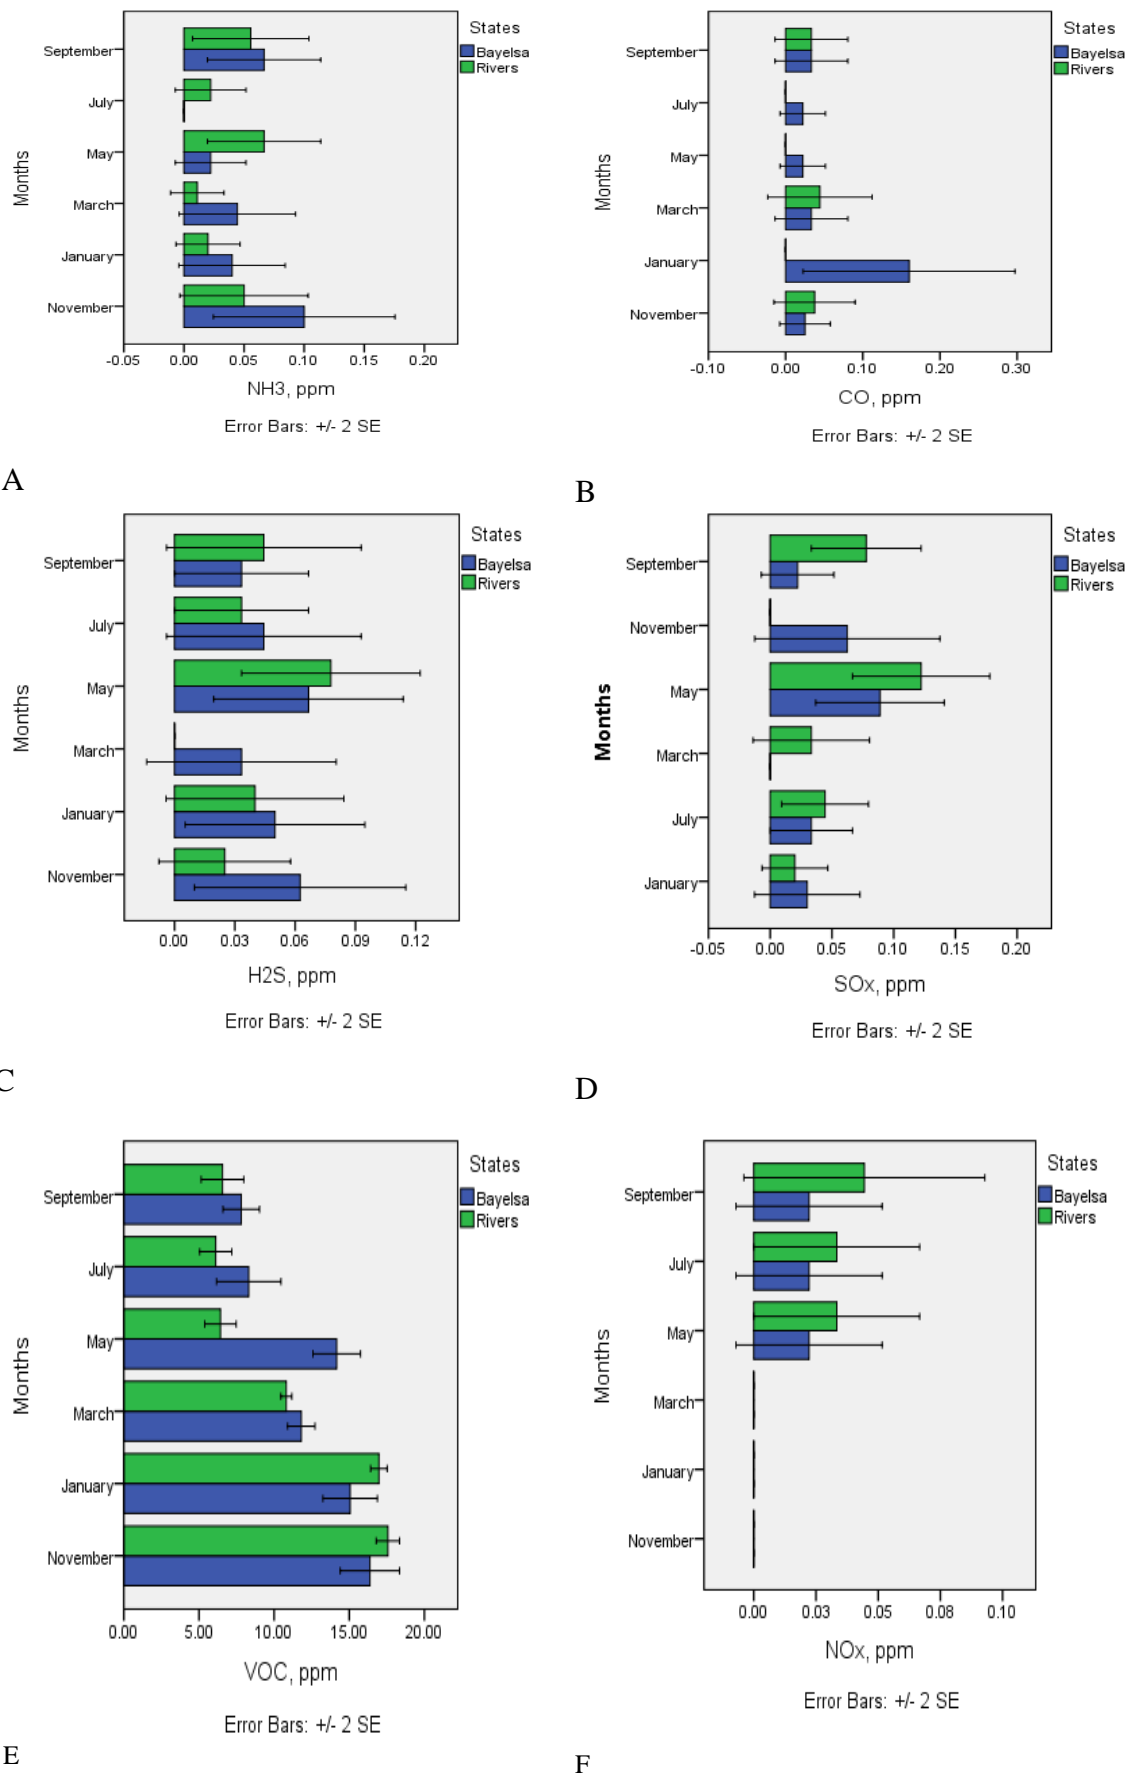 States
Bayelsa
Rivers
September
July
May
March
January
November
Months
-0.05 0.00 0.05 0.10 0.15 0.20
NH3, ppm
Error Bars: +/- 2 SE
A
States
Bayelsa
Rivers
September
July
May
March
January
November
Months
-0.10 0.00 0.10 0.20 0.30
CO, ppm
Error Bars: +/- 2 SE
B
States
Bayelsa
Rivers
September
July
May
March
January
November
Months
0.00 0.03 0.06 0.09 0.12
H2S, ppm
Error Bars: +/- 2 SE
C
States
Bayelsa
Rivers
September
November
May
March
July
January
Months
-0.05 0.00 0.05 0.10 0.15 0.20
SOx, ppm
Error Bars: +/- 2 SE
D
States
Bayelsa
Rivers
September
July
May
March
January
November
Months
0.00 5.00 10.00 15.00 20.00
VOC, ppm
Error Bars: +/- 2 SE
E
States
Bayelsa
Rivers
September
July
May
March
January
November
Months
0.00 0.03 0.05 0.08 0.10
NOx, ppm
Error Bars: +/- 2 SE
F